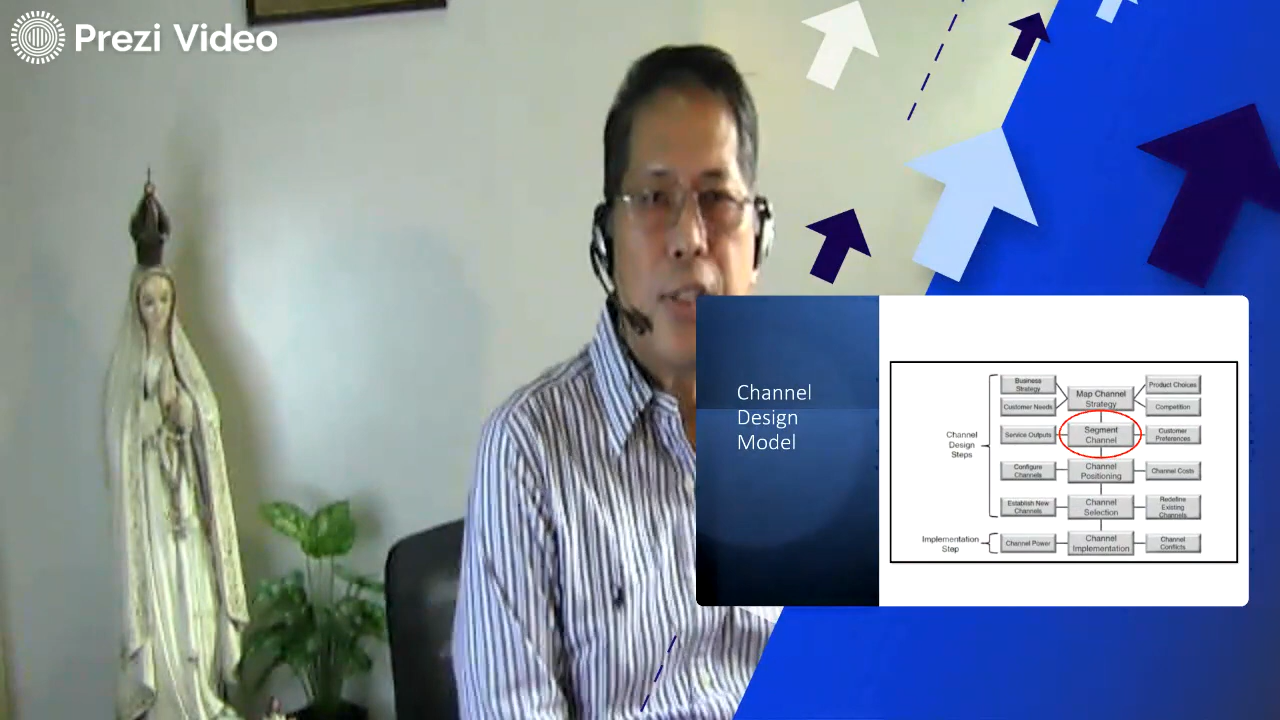 Prezi Video
Channel
Design
Model
Business
Strategy
Product Choices
Map Channel
Strategy
Customer Needs
Competition
Service Outputs
Segment
Channel
Customer
Preferences
Channel
Design
Steps
Configure
Channels
Channel
Positioning
Channel Costs
Establish New
Channels
Channel
Selection
Redefine
Existing
Channels
Implementation
Step
Channel Power
Channel
Implementation
Channel
Conflicts